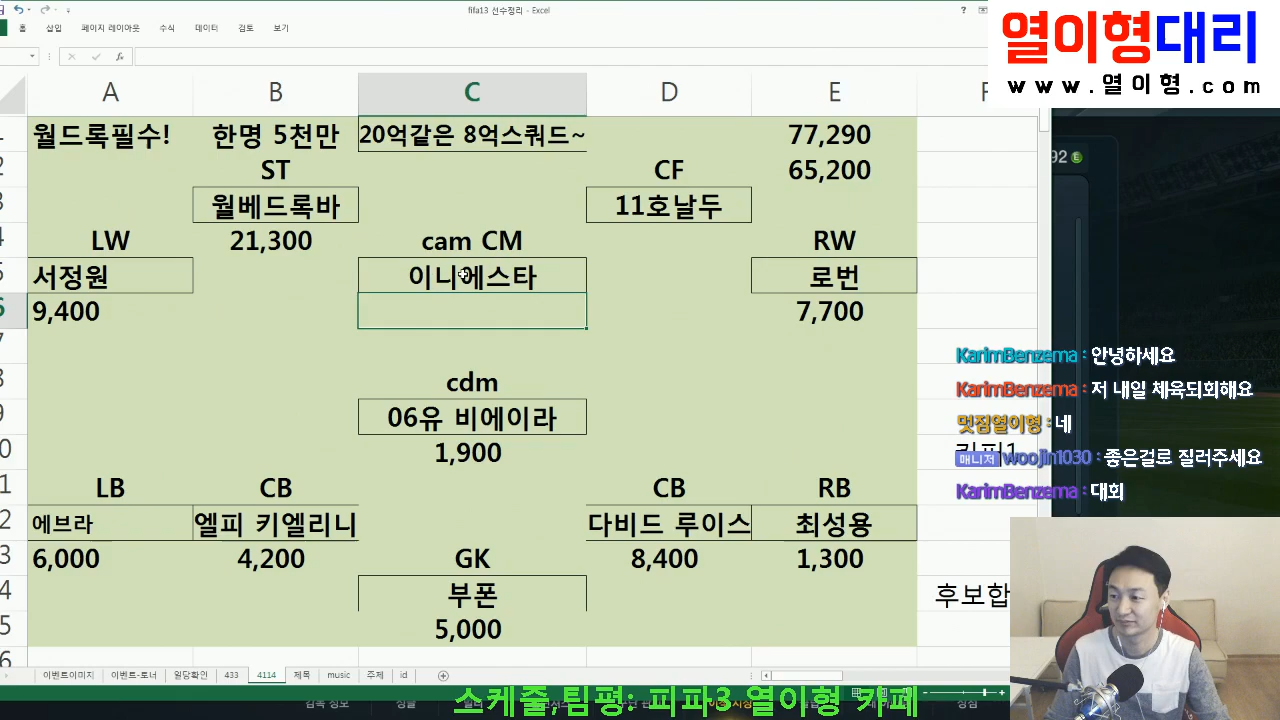 fifa13 선수정리 - Excel
홈 삽입 페이지 레이아웃 수식 데이터 검토 보기
열이형대리
www.열이형.com
A B C D E F
월드록필수! 한명 5천만 20억같은 8억스쿼드~ 77,290
ST CF 65,200
월베드록바 11호날두
LW 21,300 cam CM RW
서정원 이니에스타 로번
9,400 7,700
cdm
06유 비에이라
1,900
LB CB CB RB
에브라 엘피 키엘리니 다비드 루이스 최성용
6,000 4,200 GK 8,400 1,300
부폰 후보합
5,000
92 E
KarimBenzema : 안녕하세요
KarimBenzema : 저 내일 체육되회해요
멋짐열이형 : 네
매니저 woojin1030 : 좋은걸로 질러주세요
KarimBenzema : 대회
이벤트이미지 이벤트-토너 일당확인 433 4114 제목 music 주제 id
스케줄,팀평: 피파3 열이형 카페